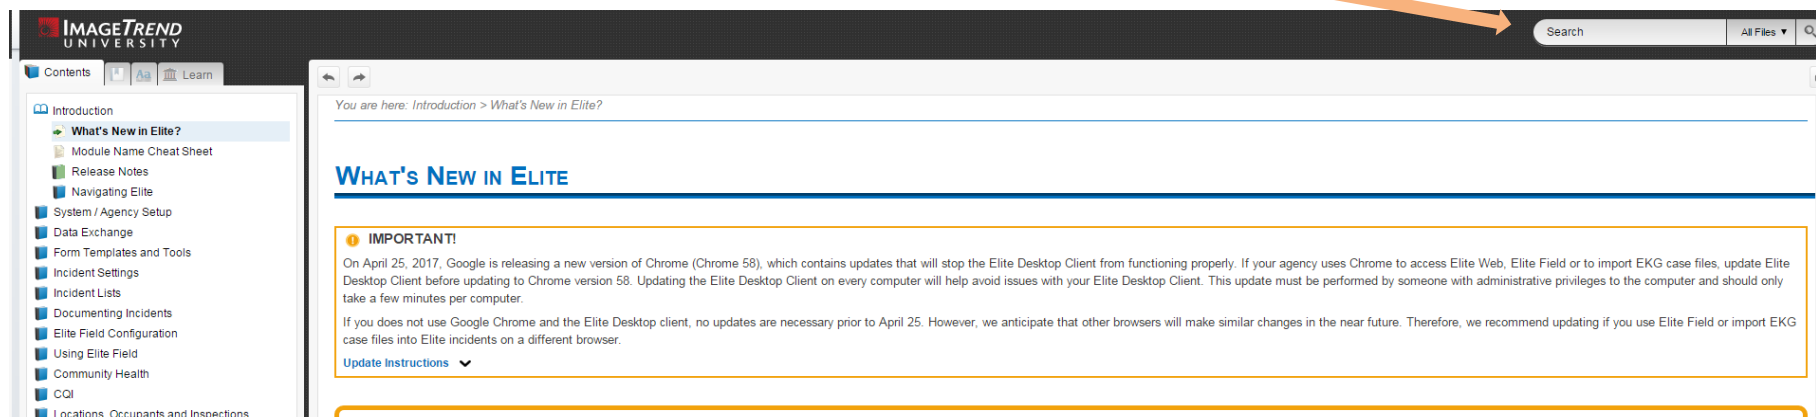 IMAGETREND
UNIVERSITY
Search
All Files ▼
Contents
Aa
Learn
Introduction
What's New in Elite?
Module Name Cheat Sheet
Release Notes
Navigating Elite
System / Agency Setup
Data Exchange
Form Templates and Tools
Incident Settings
Incident Lists
Documenting Incidents
Elite Field Configuration
Using Elite Field
Community Health
CQI
Locations, Occupants and Inspections
You are here: Introduction > What's New in Elite?
WHAT'S NEW IN ELITE
IMPORTANT!
On April 25, 2017, Google is releasing a new version of Chrome (Chrome 58), which contains updates that will stop the Elite Desktop Client from functioning properly. If your agency uses Chrome to access Elite Web, Elite Field or to import EKG case files, update Elite
Desktop Client before updating to Chrome version 58. Updating the Elite Desktop Client on every computer will help avoid issues with your Elite Desktop Client. This update must be performed by someone with administrative privileges to the computer and should only
take a few minutes per computer.
If you does not use Google Chrome and the Elite Desktop client, no updates are necessary prior to April 25. However, we anticipate that other browsers will make similar changes in the near future. Therefore, we recommend updating if you use Elite Field or import EKG
case files into Elite incidents on a different browser.
Update Instructions